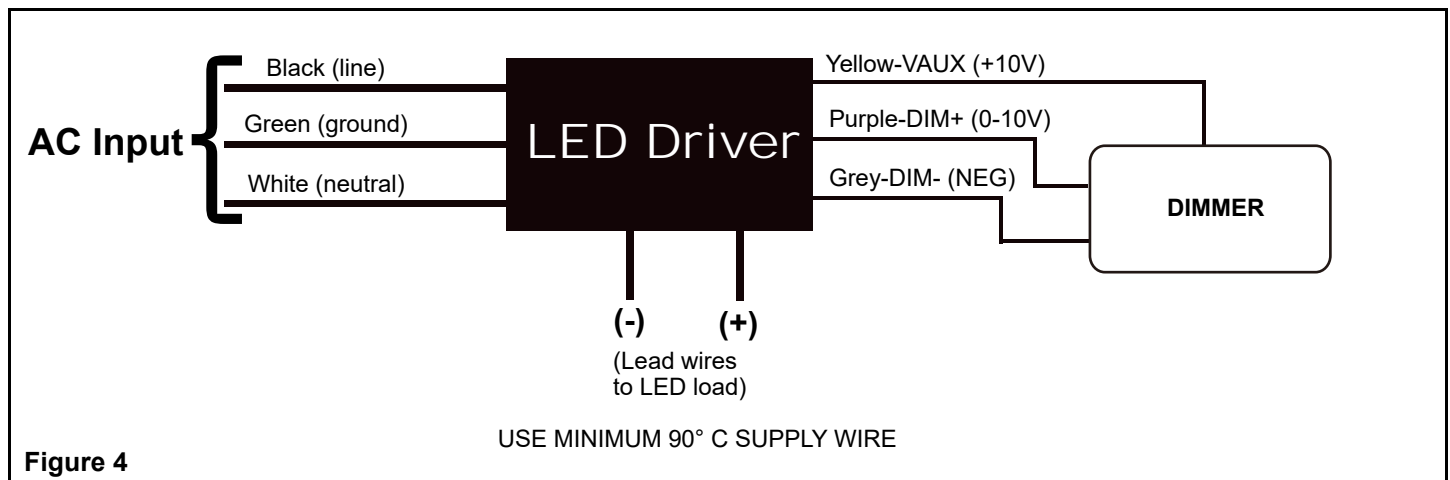 AC Input
Black (line)
Green (ground)
White (neutral)
LED Driver
Yellow-VAUX (+10V)
Purple-DIM+ (0-10V)
Grey-DIM- (NEG)
DIMMER
(-)
(+)
(Lead wires
to LED load)
USE MINIMUM 90° C SUPPLY WIRE
Figure 4